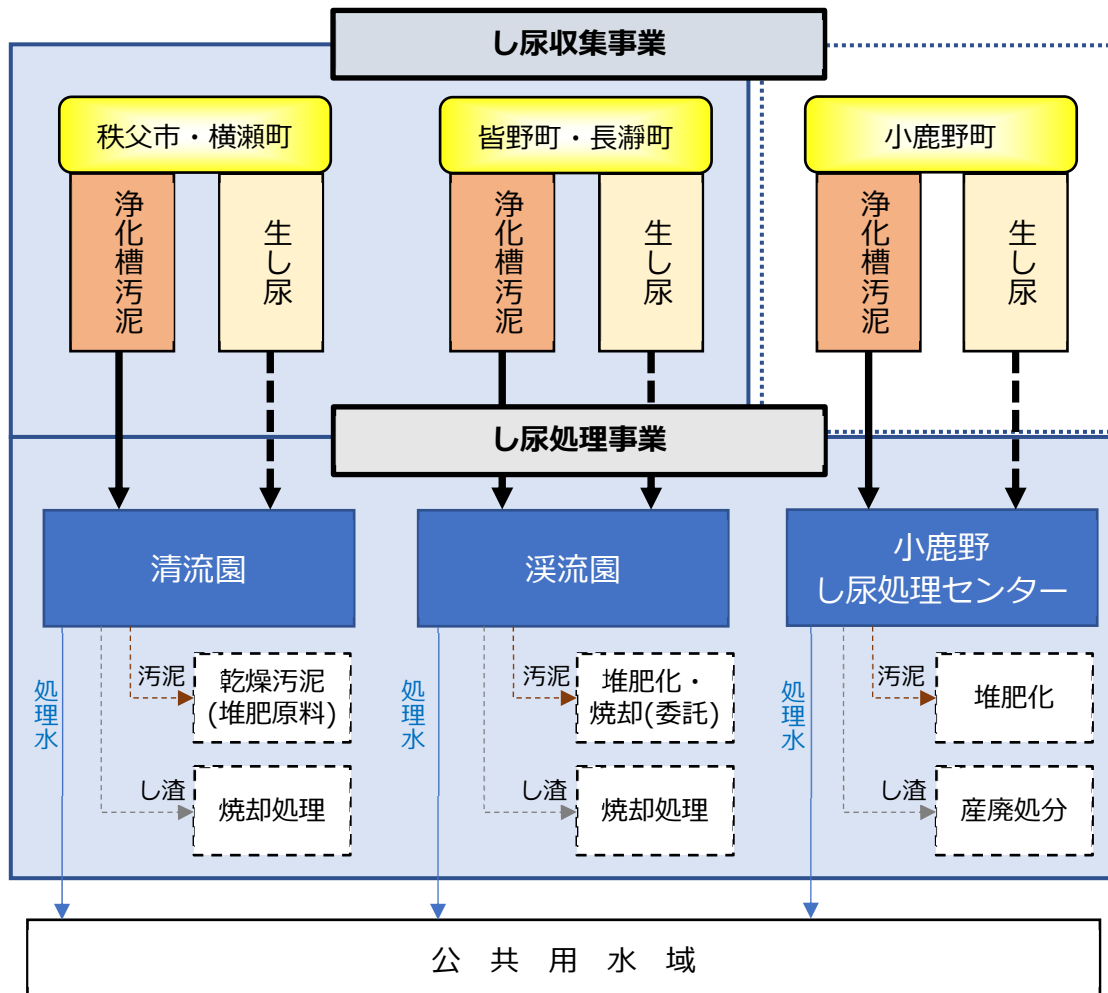 し尿収集事業
秩父市・横瀬町
皆野町・長瀞町
小鹿野町
浄化槽汚泥
生し尿
浄化槽汚泥
生し尿
浄化槽汚泥
生し尿
し尿処理事業
清流園
渓流園
小鹿野
し尿処理センター
処理水
汚泥
乾燥汚泥
(堆肥原料)
し渣
焼却処理
処理水
汚泥
堆肥化・
焼却(委託)
し渣
焼却処理
処理水
汚泥
堆肥化
し渣
産廃処分
公共用水域